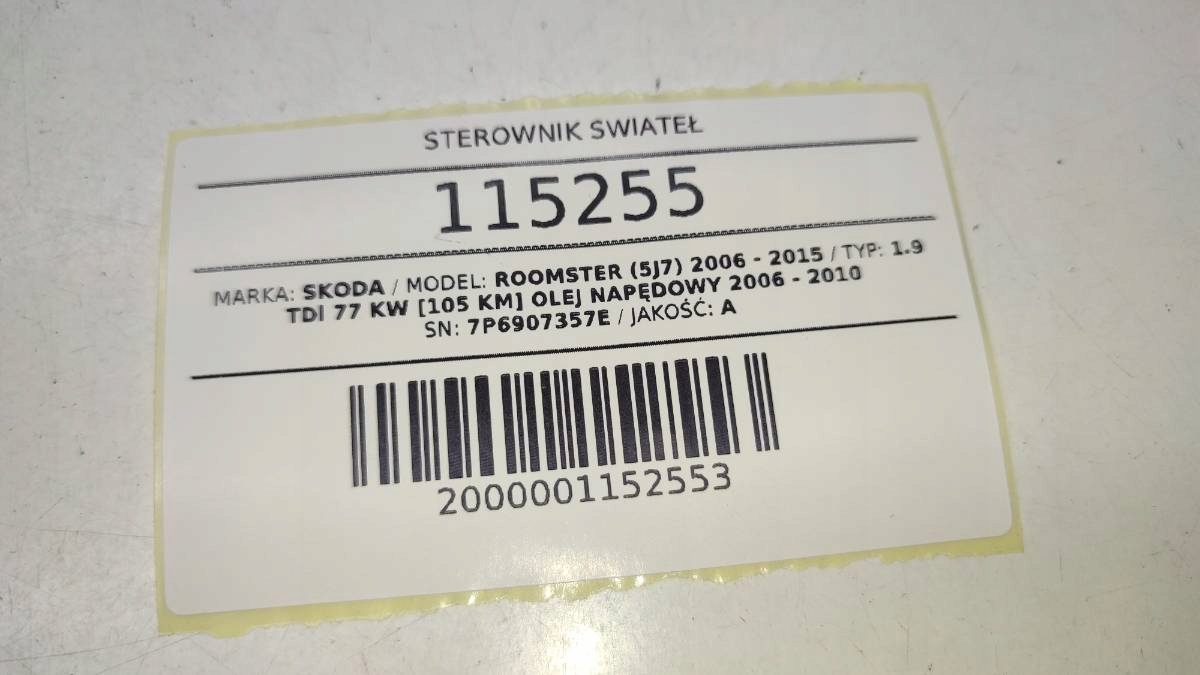 STEROWNIK SWIATEŁ
115255
MARKA: SKODA / MODEL: ROOMSTER (5J7) 2006 - 2015 / TYP: 1.9
TDI 77 KW [105 KM] OLEJ NAPĘDOWY 2006 - 2010
SN: 7P6907357E / JAKOŚĆ: A
2000001152553